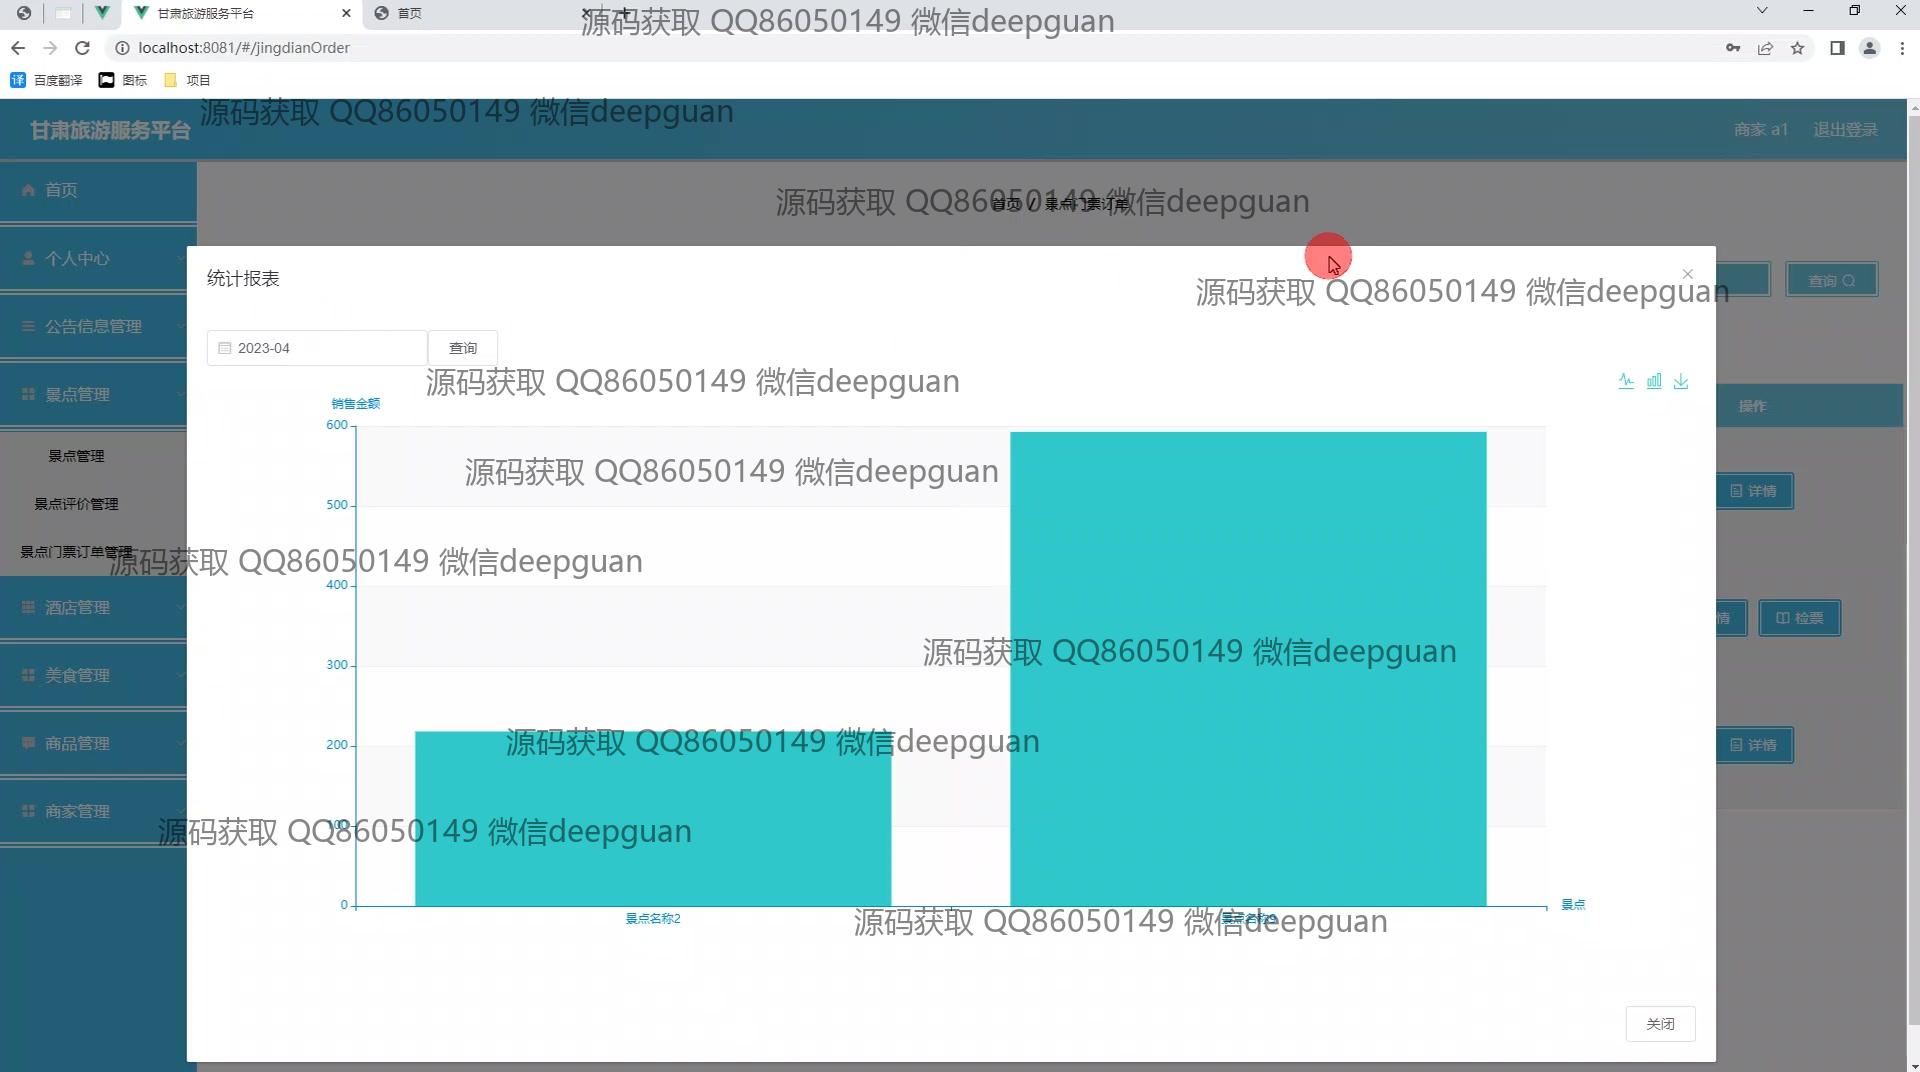 甘肃旅游服务平台
首页
源码获取 QQ86050149 微信deepguan
localhost:8081/#/jingdianOrder
百度翻译
图标
项目
源码获取 QQ86050149 微信deepguan
甘肃旅游服务平台
商家 a1
退出登录
首页
源码获取 QQ86050149 微信deepguan
首页 / 景点门票订单
个人中心
统计报表
源码获取 QQ86050149 微信deepguan
查询
公告信息管理
2023-04
查询
源码获取 QQ86050149 微信deepguan
景点管理
销售金额
操作
600
景点管理
源码获取 QQ86050149 微信deepguan
详情
500
景点评价管理
景点门票订单管理
源码获取 QQ86050149 微信deepguan
400
酒店管理
情
检票
源码获取 QQ86050149 微信deepguan
300
美食管理
商品管理
200
源码获取 QQ86050149 微信deepguan
详情
商家管理
100
源码获取 QQ86050149 微信deepguan
0
景点
景点名称2
源码获取 QQ86050149 微信deepguan
关闭